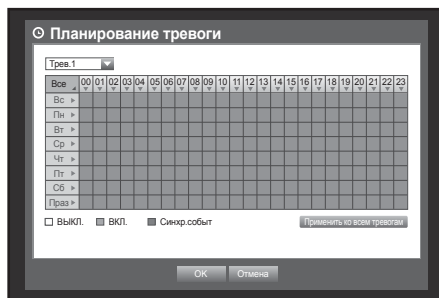 Планирование тревоги
Трев.1
Все 00 01 02 03 04 05 06 07 08 09 10 11 12 13 14 15 16 17 18 19 20 21 22 23
Вс
Пн
Вт
Ср
Чт
Пт
Сб
Праз
ВЫКЛ. ВКЛ. Синхр.событ Применить ко всем тревогам
OK Отмена